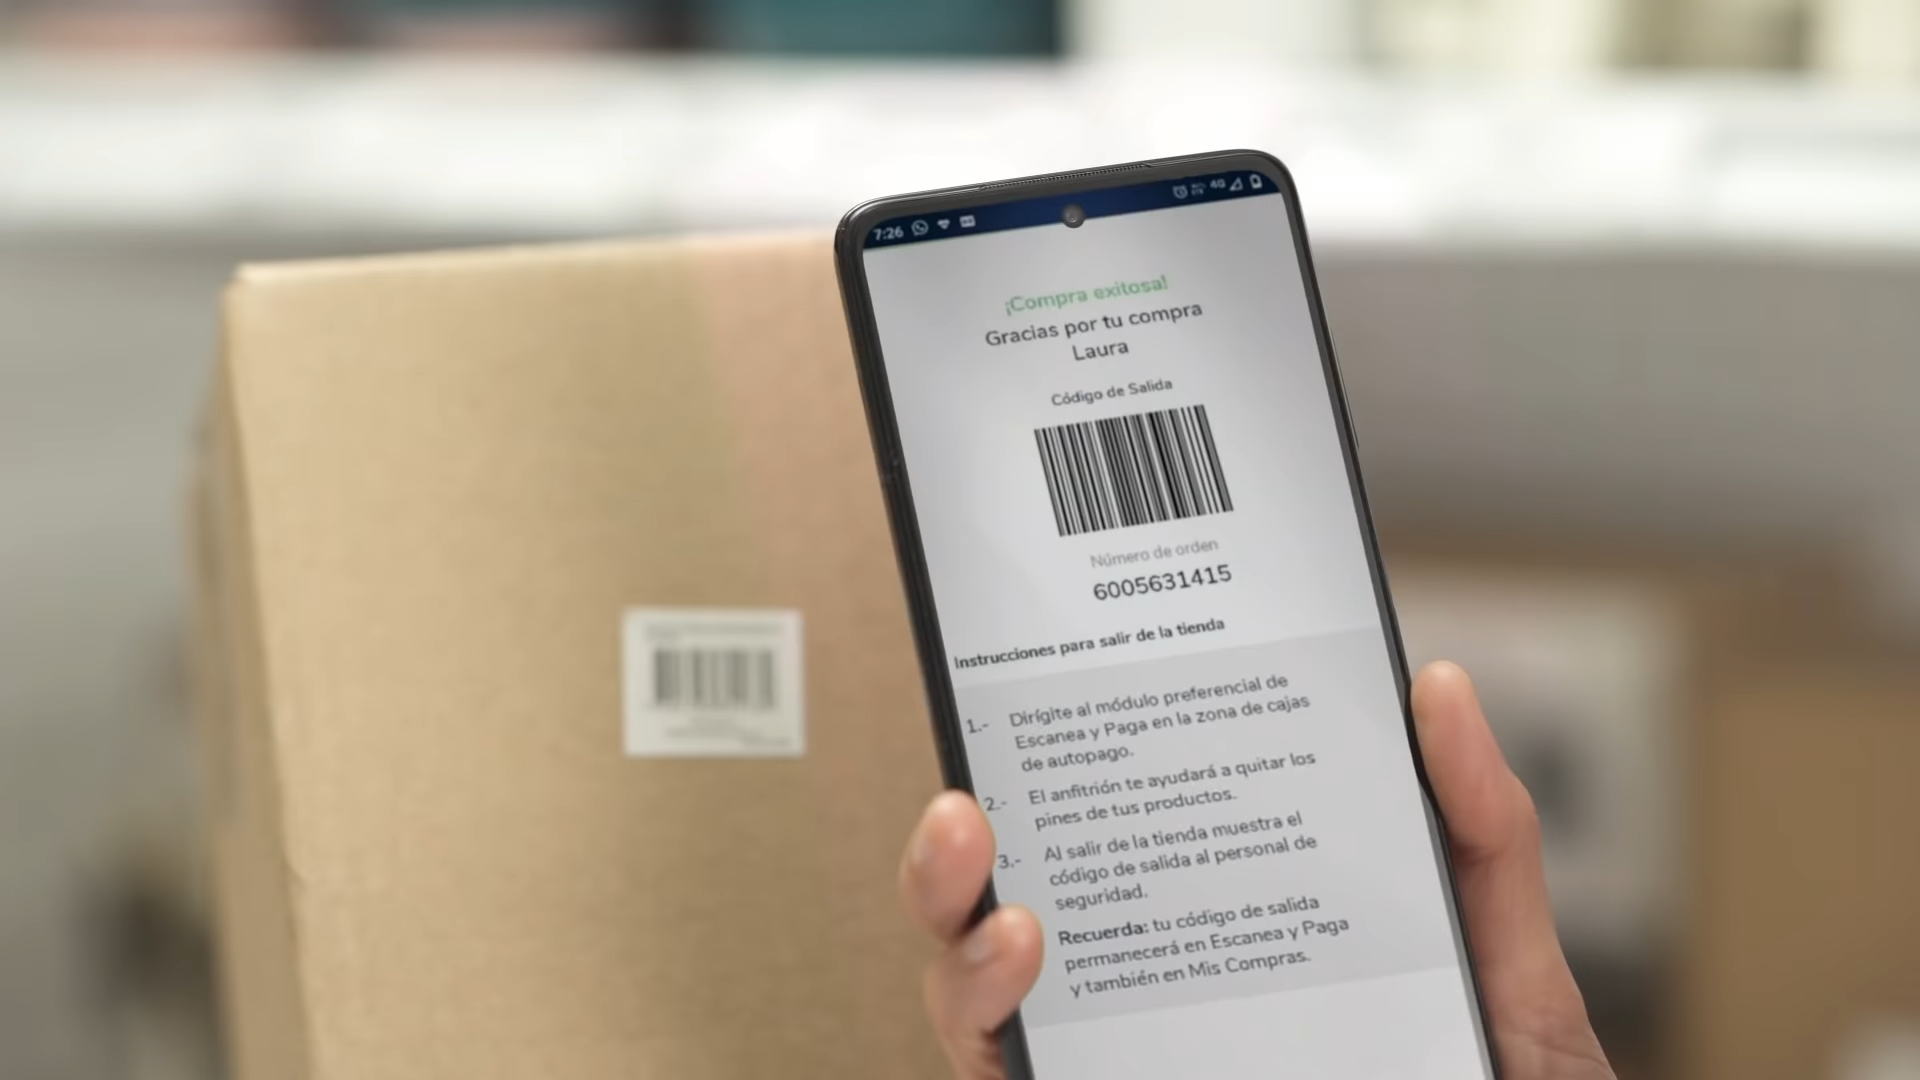 7:26
4G
¡Compra exitosa!
Gracias por tu compra
Laura
Código de Salida
Número de orden
6005631415
Instrucciones para salir de la tienda
1.- Dirígite al módulo preferencial de
Escanea y Paga en la zona de cajas
de autopago.
2.- El anfitrión te ayudará a quitar los
pines de tus productos.
3.- Al salir de la tienda muestra el
código de salida al personal de
seguridad.
Recuerda: tu código de salida
permanecerá en Escanea y Paga
y también en Mis Compras.